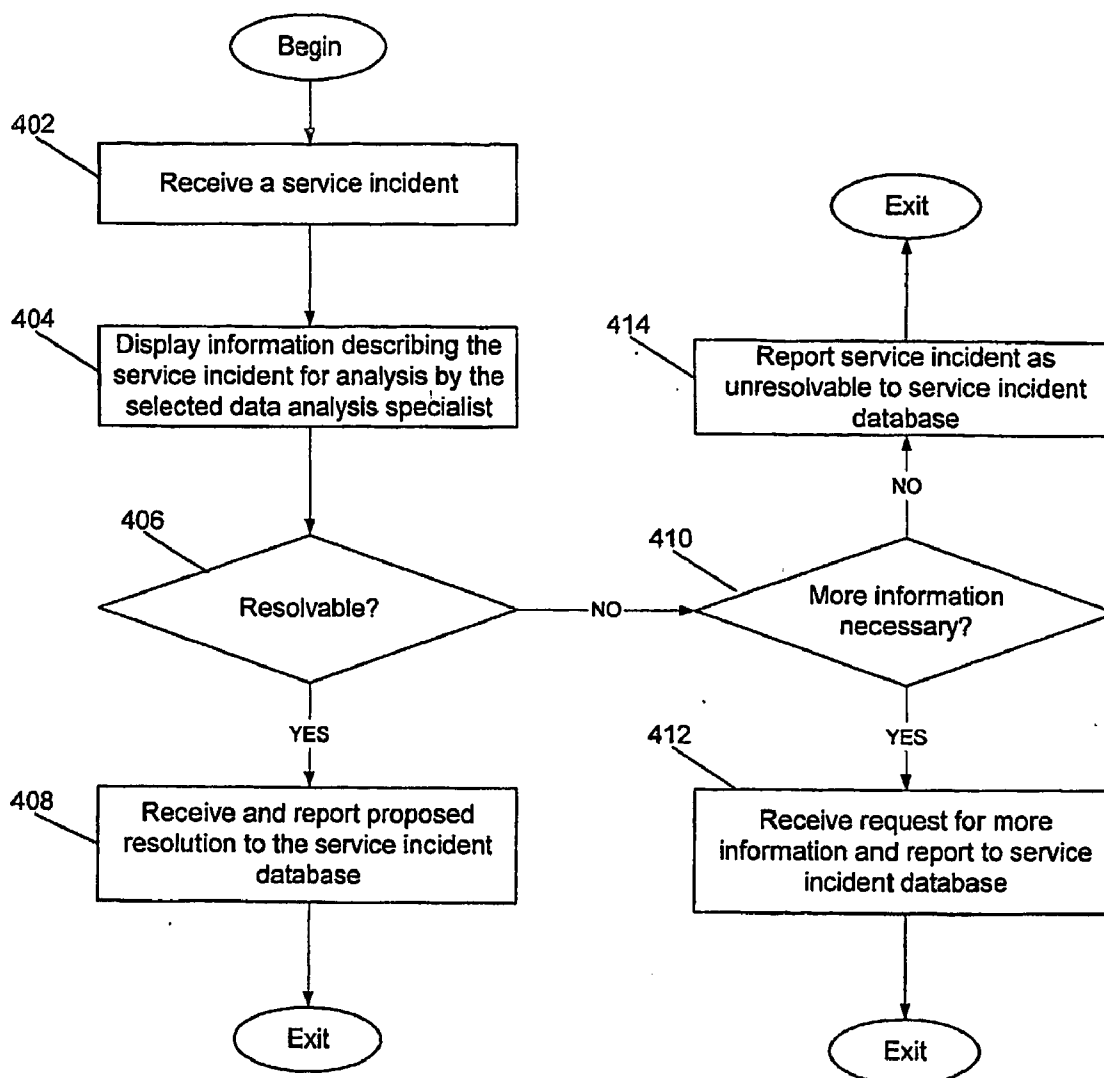 Begin
402
Receive a service incident
404
Display information describing the
service incident for analysis by the
selected data analysis specialist
406
Resolvable?
NO
YES
408
Receive and report proposed
resolution to the service incident
database
Exit
Exit
414
Report service incident as
unresolvable to service incident
database
NO
410
More information
necessary?
YES
412
Receive request for more
information and report to service
incident database
Exit